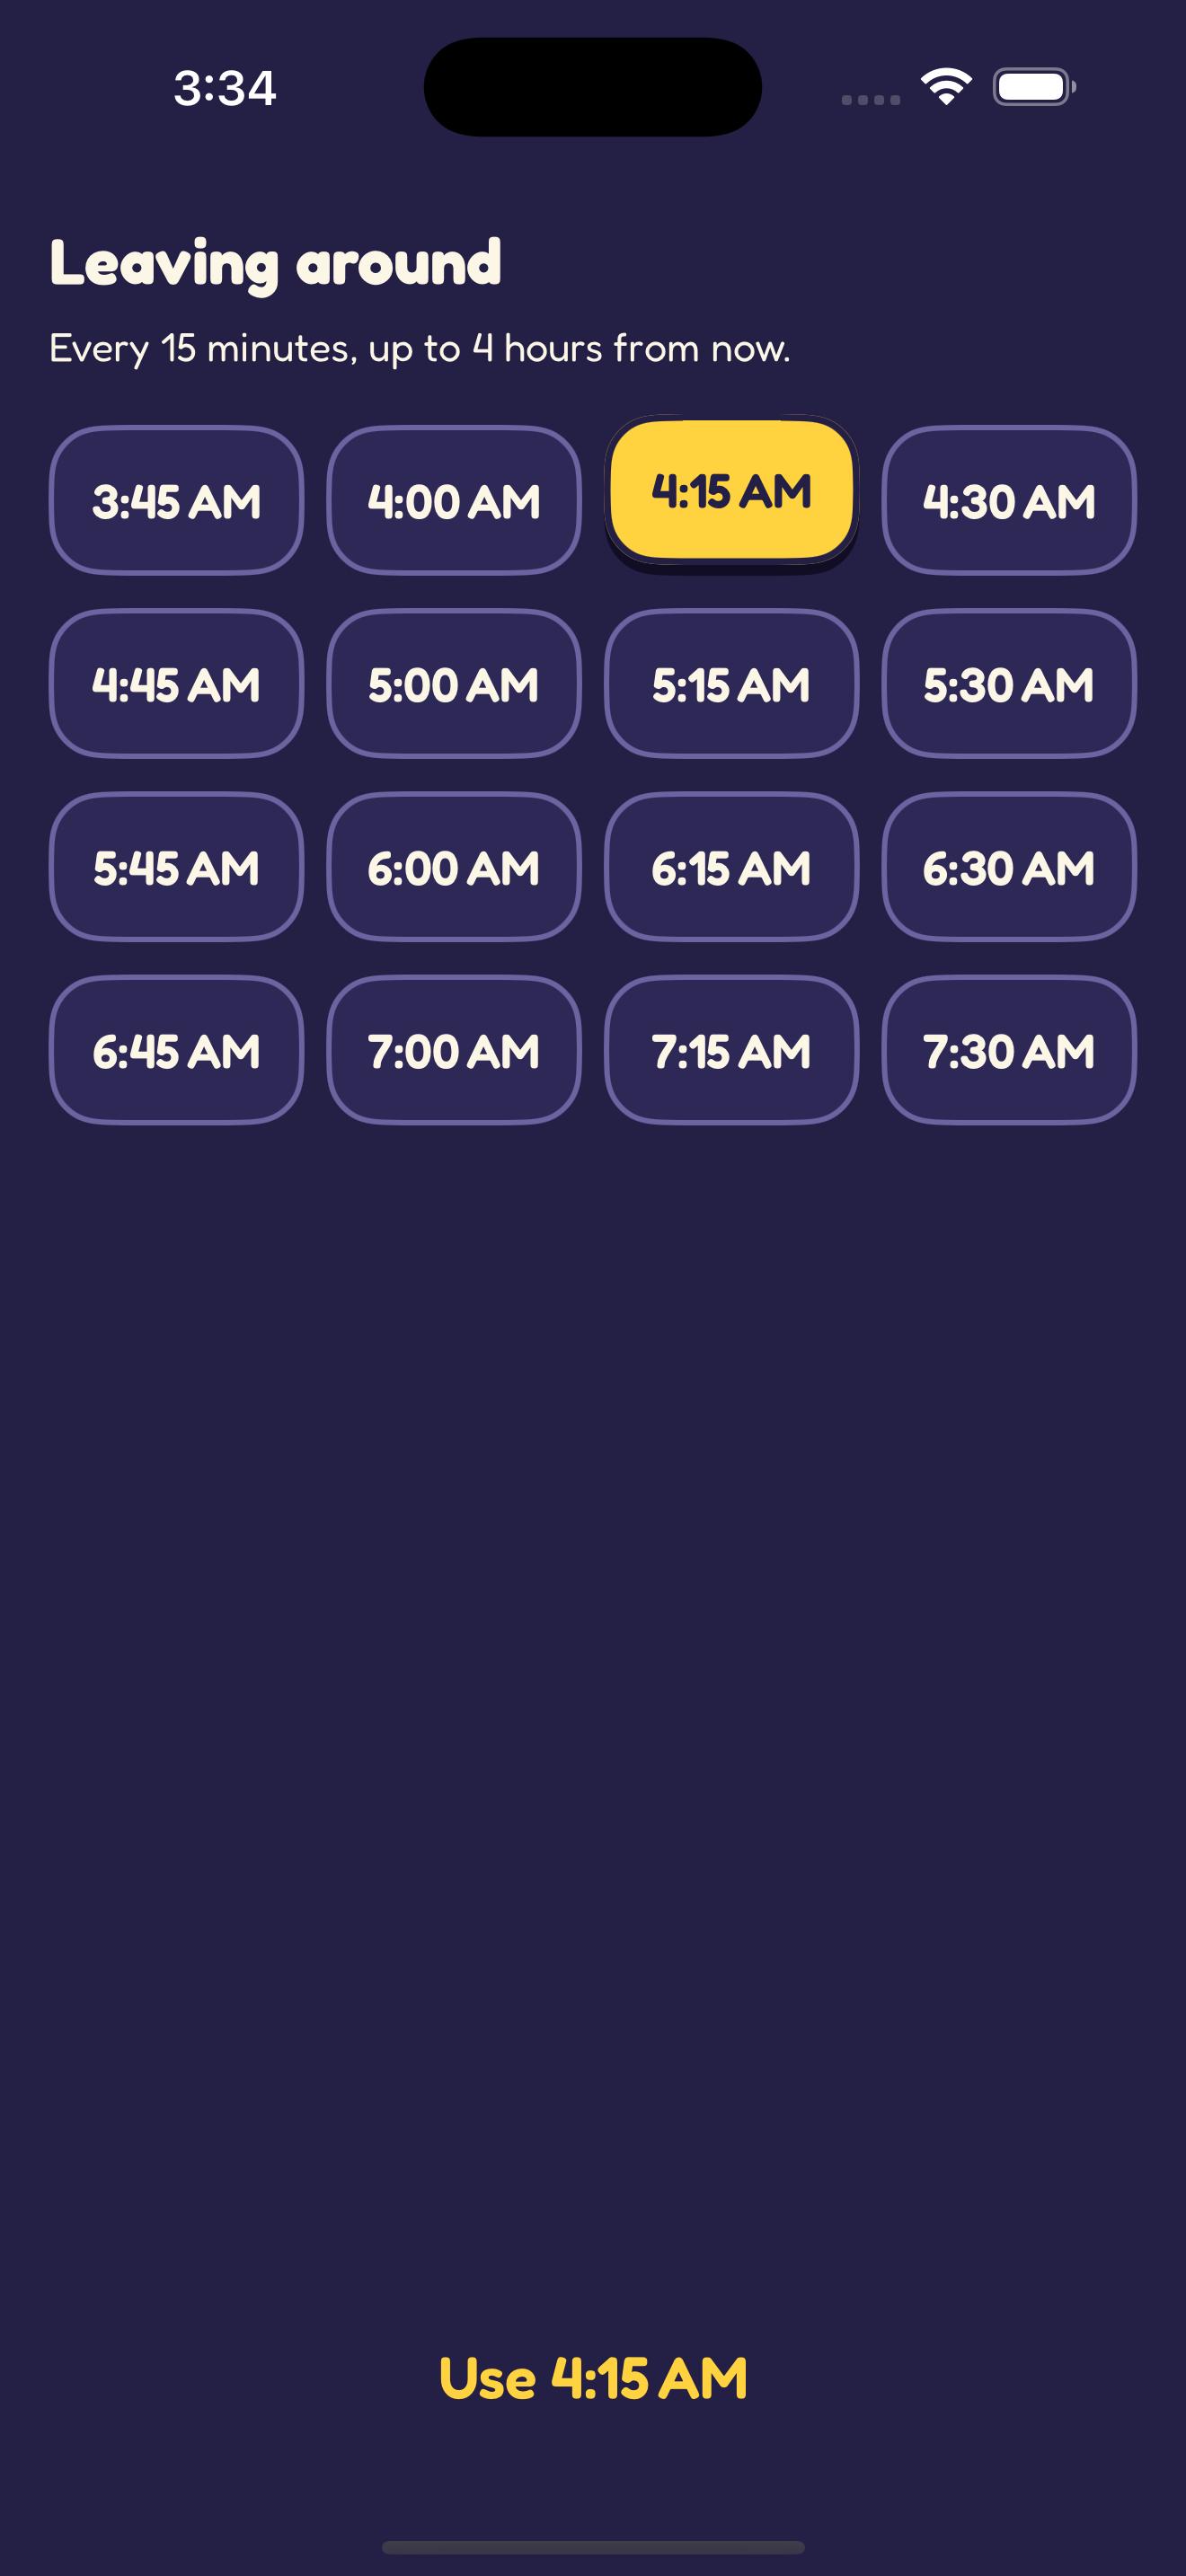 3:34
Leaving around
Every 15 minutes, up to 4 hours from now.
3:45 AM 4:00 AM 4:15 AM 4:30 AM
4:45 AM 5:00 AM 5:15 AM 5:30 AM
5:45 AM 6:00 AM 6:15 AM 6:30 AM
6:45 AM 7:00 AM 7:15 AM 7:30 AM
Use 4:15 AM